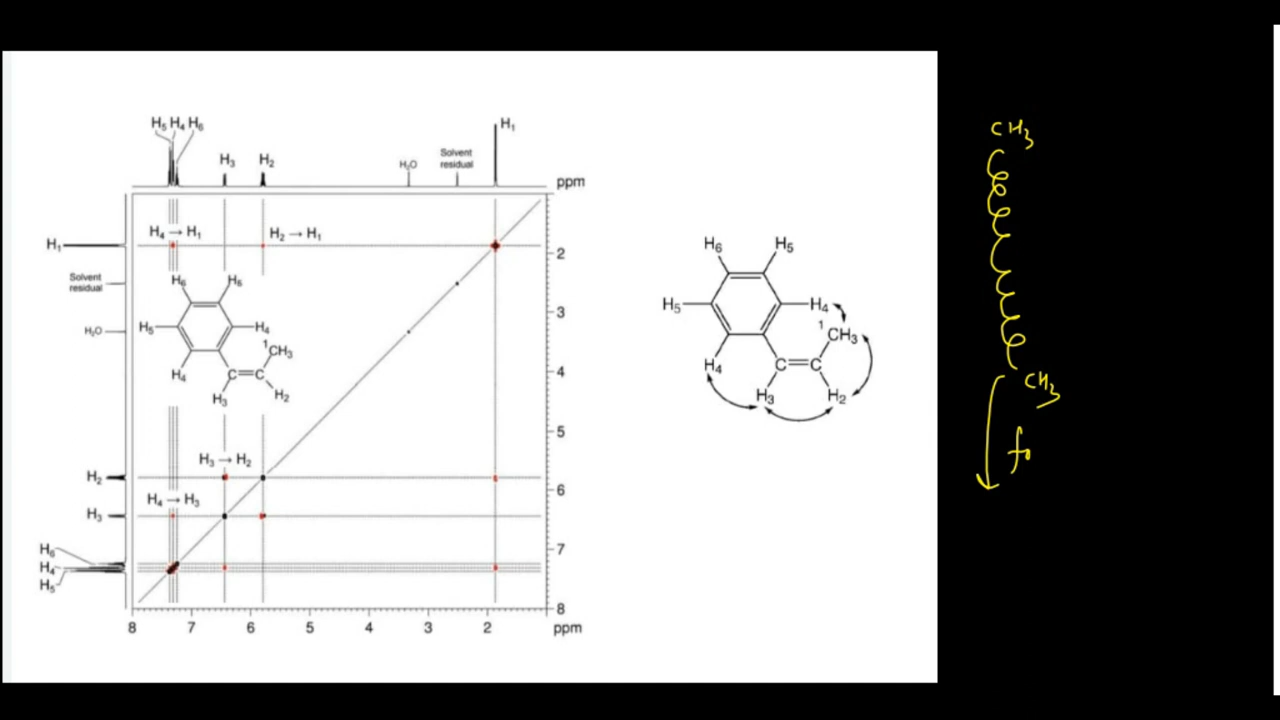 H₅ H₄ H₆
H₃ H₂ H₂O Solvent residual H₁
ppm
H₁ H₄ → H₁ H₂ → H₁ 2
Solvent residual
H₂O
H₆ H₅ 3
H₅ H₄
¹CH₃
H₄ C=C 4
H₃ H₂
5
H₃ → H₂
H₂
H₄ → H₃ 6
H₃
H₆ 7
H₄
H₅
8
8 7 6 5 4 3 2 ppm
H₆ H₅
H₅ H₄
¹CH₃
H₄ C=C
H₃ H₂
CH₃
CH₃